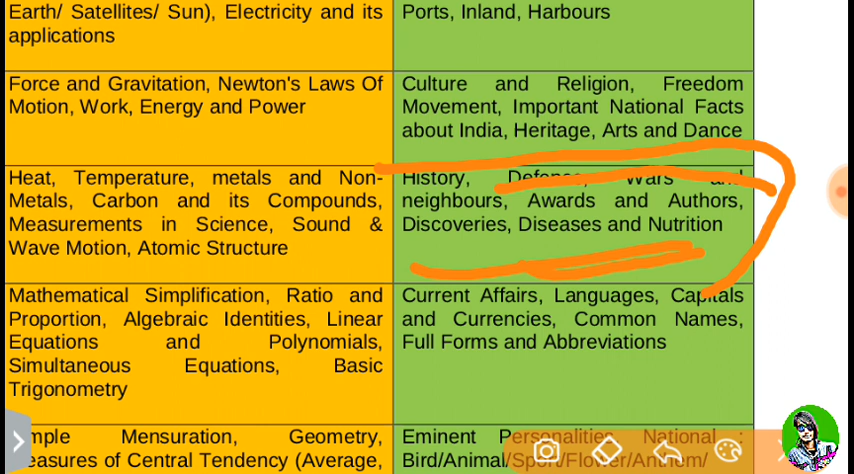 Earth/ Satellites/ Sun), Electricity and its
applications
Ports, Inland, Harbours
Force and Gravitation, Newton's Laws Of
Motion, Work, Energy and Power
Culture and Religion, Freedom
Movement, Important National Facts
about India, Heritage, Arts and Dance
Heat, Temperature, metals and Non-
Metals, Carbon and its Compounds,
Measurements in Science, Sound &
Wave Motion, Atomic Structure
History, Defense, Wars and
neighbours, Awards and Authors,
Discoveries, Diseases and Nutrition
Mathematical Simplification, Ratio and
Proportion, Algebraic Identities, Linear
Equations and Polynomials,
Simultaneous Equations, Basic
Trigonometry
Current Affairs, Languages, Capitals
and Currencies, Common Names,
Full Forms and Abbreviations
Mensuration, Geometry,
of Central Tendency (Average,
Eminent Personalities, National :
Bird/Animal/Sport/Flower/Anthem/